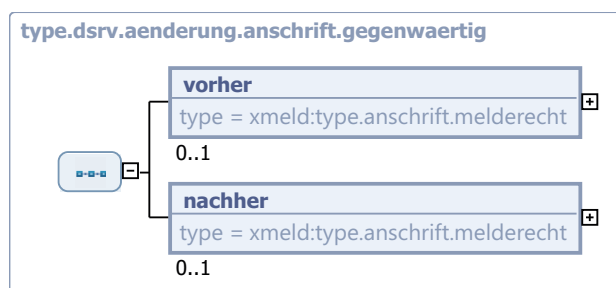 type.dsrv.aenderung.anschrift.gegenwaertig
vorher
type = xmeld:type.anschrift.melderecht
0..1
nachher
type = xmeld:type.anschrift.melderecht
0..1